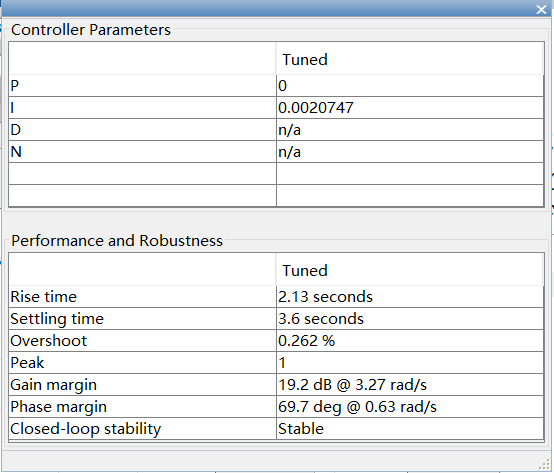 Controller Parameters
Tuned
P 0
I 0.0020747
D n/a
N n/a
Performance and Robustness
Tuned
Rise time 2.13 seconds
Settling time 3.6 seconds
Overshoot 0.262 %
Peak 1
Gain margin 19.2 dB @ 3.27 rad/s
Phase margin 69.7 deg @ 0.63 rad/s
Closed-loop stability Stable